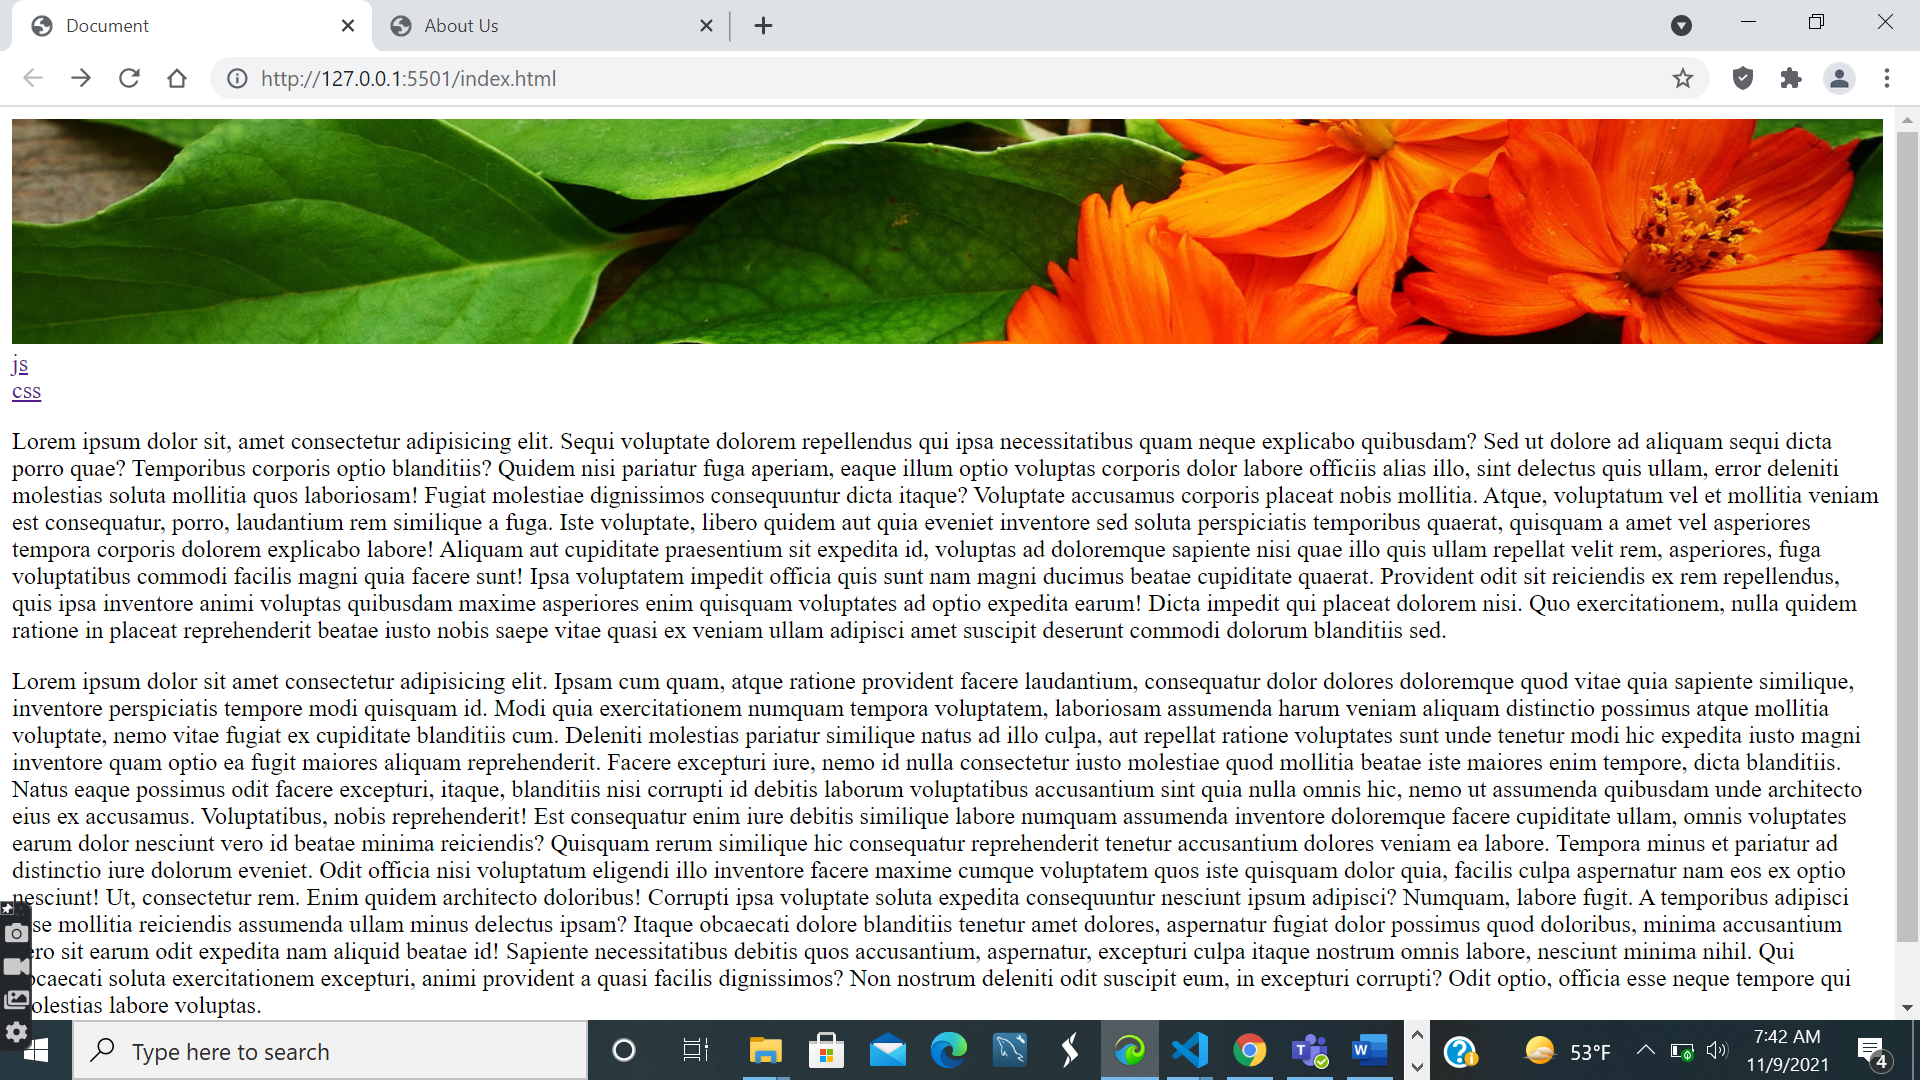 Document
About Us
http://127.0.0.1:5501/index.html
js
css
Lorem ipsum dolor sit, amet consectetur adipisicing elit. Sequi voluptate dolorem repellendus qui ipsa necessitatibus quam neque explicabo quibusdam? Sed ut dolore ad aliquam sequi dicta
porro quae? Temporibus corporis optio blanditiis? Quidem nisi pariatur fuga aperiam, eaque illum optio voluptas corporis dolor labore officiis alias illo, sint delectus quis ullam, error deleniti
molestias soluta mollitia quos laboriosam! Fugiat molestiae dignissimos consequuntur dicta itaque? Voluptate accusamus corporis placeat nobis mollitia. Atque, voluptatum vel et mollitia veniam
est consequatur, porro, laudantium rem similique a fuga. Iste voluptate, libero quidem aut quia eveniet inventore sed soluta perspiciatis temporibus quaerat, quisquam a amet vel asperiores
tempora corporis dolorem explicabo labore! Aliquam aut cupiditate praesentium sit expedita id, voluptas ad doloremque sapiente nisi quae illo quis ullam repellat velit rem, asperiores, fuga
voluptatibus commodi facilis magni quia facere sunt! Ipsa voluptatem impedit officia quis sunt nam magni ducimus beatae cupiditate quaerat. Provident odit sit reiciendis ex rem repellendus,
quis ipsa inventore animi voluptas quibusdam maxime asperiores enim quisquam voluptates ad optio expedita earum! Dicta impedit qui placeat dolorem nisi. Quo exercitationem, nulla quidem
ratione in placeat reprehenderit beatae iusto nobis saepe vitae quasi ex veniam ullam adipisci amet suscipit deserunt commodi dolorum blanditiis sed.
Lorem ipsum dolor sit amet consectetur adipisicing elit. Ipsam cum quam, atque ratione provident facere laudantium, consequatur dolor dolores doloremque quod vitae quia sapiente similique,
inventore perspiciatis tempore modi quisquam id. Modi quia exercitationem numquam tempora voluptatem, laboriosam assumenda harum veniam aliquam distinctio possimus atque mollitia
voluptate, nemo vitae fugiat ex cupiditate blanditiis cum. Deleniti molestias pariatur similique natus ad illo culpa, aut repellat ratione voluptates sunt unde tenetur modi hic expedita iusto magni
inventore quam optio ea fugit maiores aliquam reprehenderit. Facere excepturi iure, nemo id nulla consectetur iusto molestiae quod mollitia beatae iste maiores enim tempore, dicta blanditiis.
Natus eaque possimus odit facere excepturi, itaque, blanditiis nisi corrupti id debitis laborum voluptatibus accusantium sint quia nulla omnis hic, nemo ut assumenda quibusdam unde architecto
eius ex accusamus. Voluptatibus, nobis reprehenderit! Est consequatur enim iure debitis similique labore numquam assumenda inventore doloremque facere cupiditate ullam, omnis voluptates
earum dolor nesciunt vero id beatae minima reiciendis? Quisquam rerum similique hic consequatur reprehenderit tenetur accusantium dolores veniam ea labore. Tempora minus et pariatur ad
distinctio iure dolorum eveniet. Odit officia nisi voluptatum eligendi illo inventore facere maxime cumque voluptatem quos iste quisquam dolor quia, facilis culpa aspernatur nam eos ex optio
nesciunt! Ut, consectetur rem. Enim quidem architecto doloribus! Corrupti ipsa voluptate soluta expedita consequuntur nesciunt ipsum adipisci? Numquam, labore fugit. A temporibus adipisci
mollitia reiciendis assumenda ullam minus delectus ipsam? Itaque obcaecati dolore blanditiis tenetur amet dolores, aspernatur fugiat dolor possimus quod doloribus, minima accusantium
sit earum odit expedita nam aliquid beatae id! Sapiente necessitatibus debitis quos accusantium, aspernatur, excepturi culpa itaque nostrum omnis labore, nesciunt minima nihil. Qui
soluta exercitationem excepturi, animi provident a quasi facilis dignissimos? Non nostrum deleniti odit suscipit eum, in excepturi corrupti? Odit optio, officia esse neque tempore qui
labore voluptas.
Type here to search
53°F
7:42 AM
11/9/2021
4